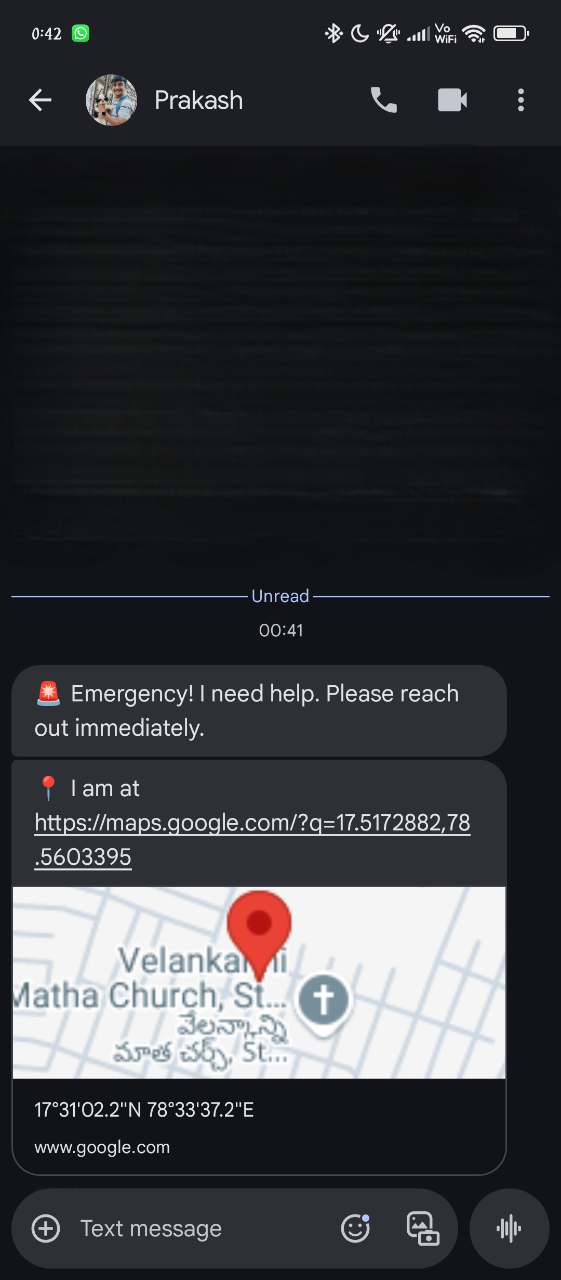 0:42
Vo
WiFi
Prakash
Unread
00:41
🚨 Emergency! I need help. Please reach
out immediately.
📍 I am at
https://maps.google.com/?q=17.5172882,78
.5603395
Velankanni
Matha Church, St...
వేలన్కాన్ని
మాత చర్చ్, St...
17°31'02.2"N 78°33'37.2"E
www.google.com
Text message